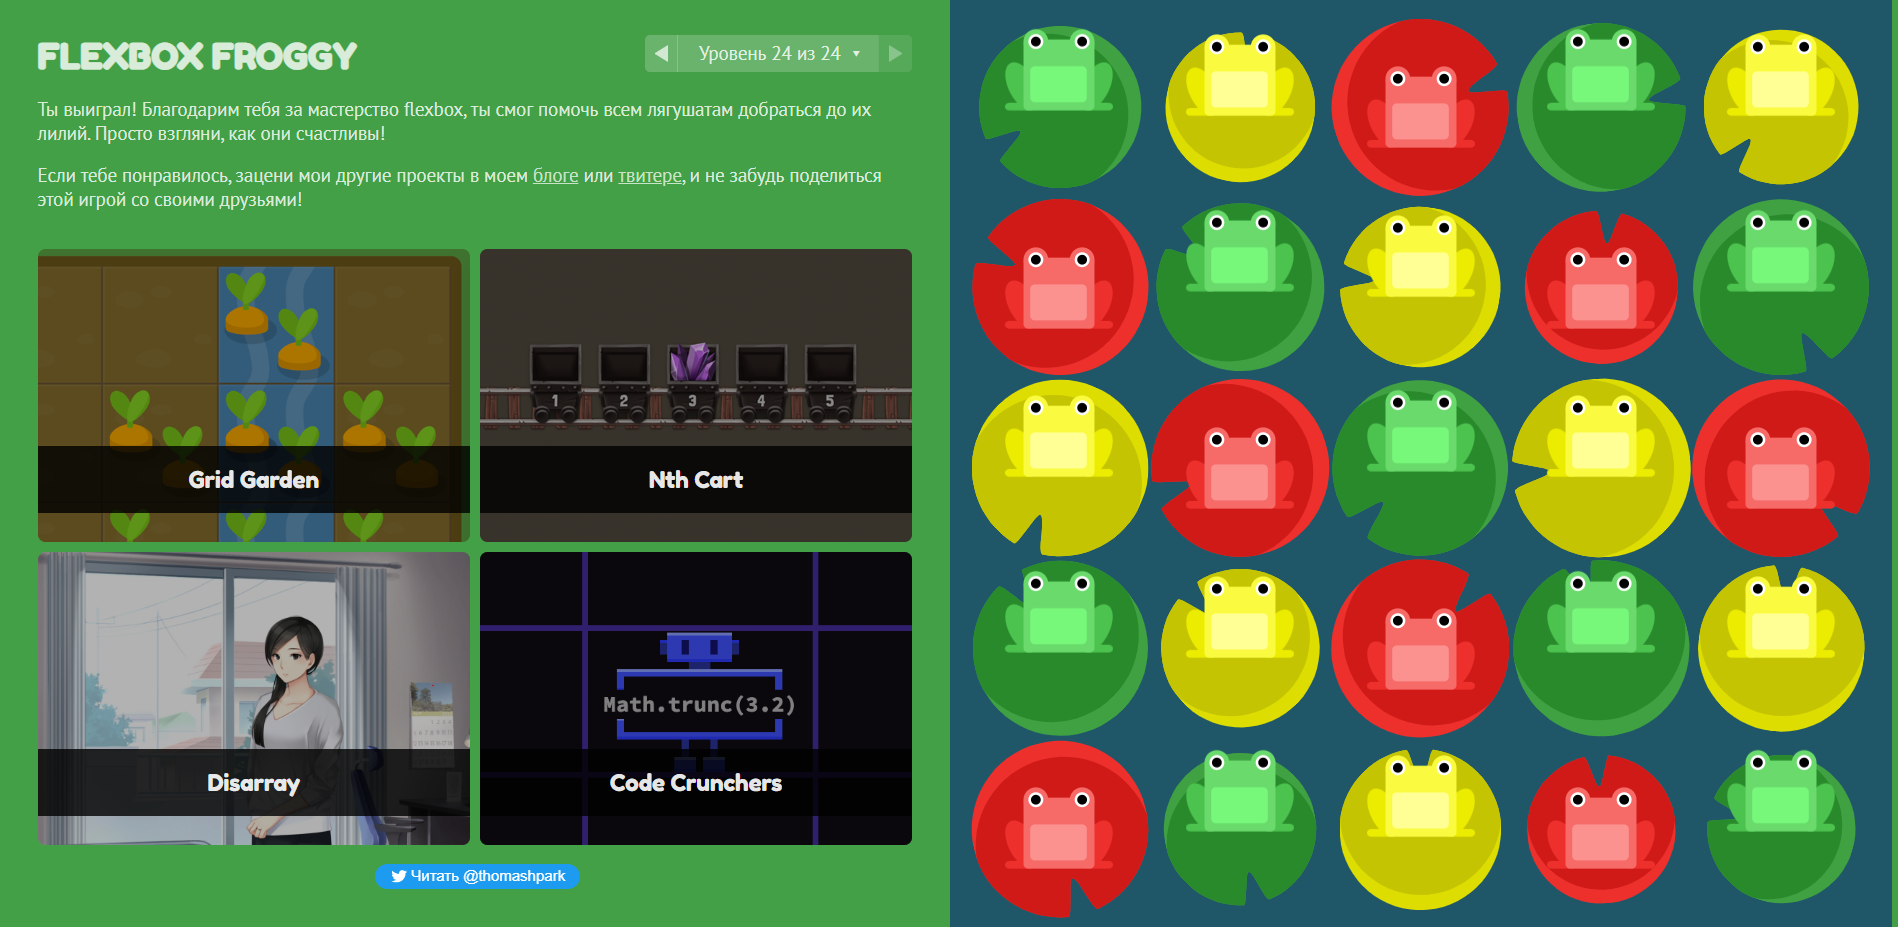 FLEXBOX FROGGY
Уровень 24 из 24
Ты выиграл! Благодарим тебя за мастерство flexbox, ты смог помочь всем лягушатам добраться до их
лилий. Просто взгляни, как они счастливы!
Если тебе понравилось, зацени мои другие проекты в моем блоге или твитере, и не забудь поделиться
этой игрой со своими друзьями!
1 2 3 4 5
Grid Garden
Nth Cart
Math.trunc(3.2)
Disarray
Code Crunchers
Читать @thomashpark